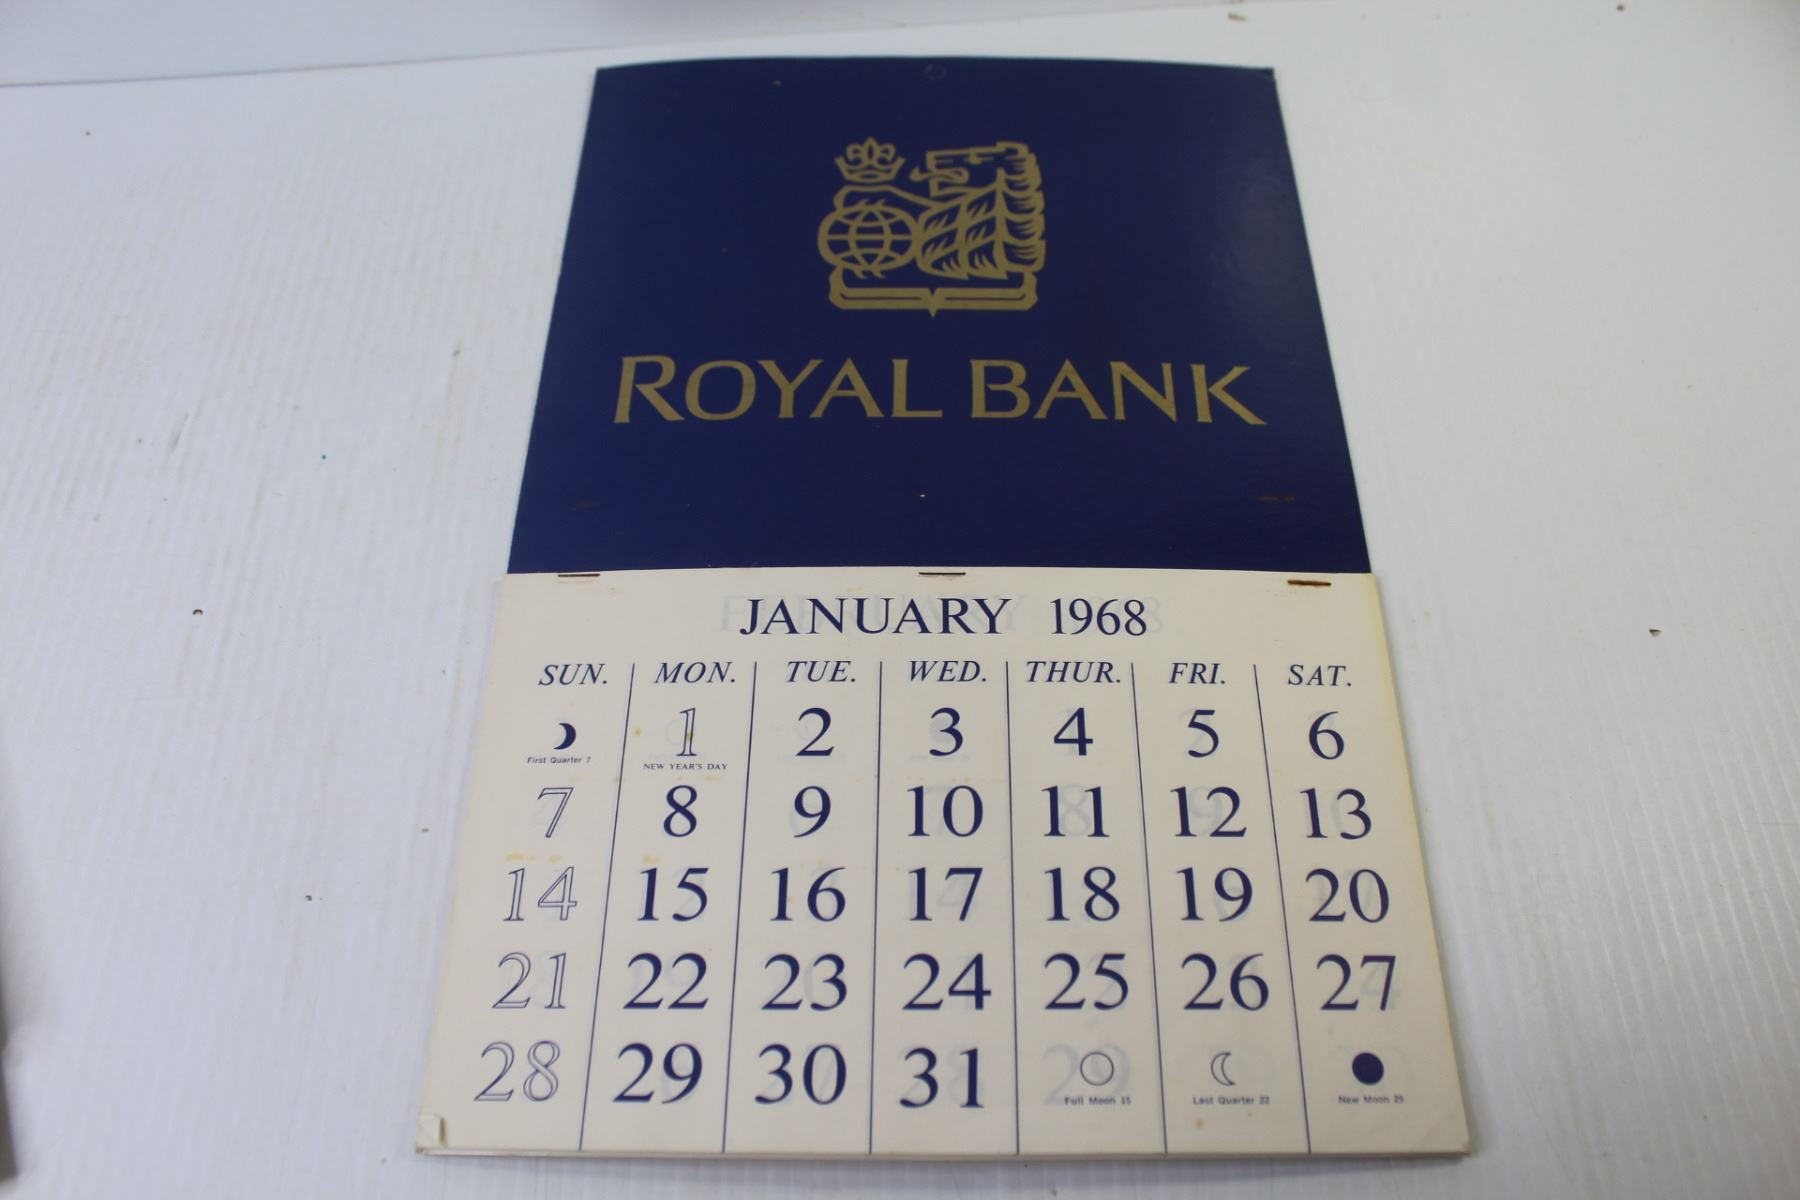 ROYAL BANK
JANUARY 1968
SUN. MON. TUE. WED. THUR. FRI. SAT.
1 2 3 4 5 6
First Quarter 7 NEW YEAR'S DAY
7 8 9 10 11 12 13
14 15 16 17 18 19 20
21 22 23 24 25 26 27
28 29 30 31
Full Moon 15 Last Quarter 22 New Moon 29